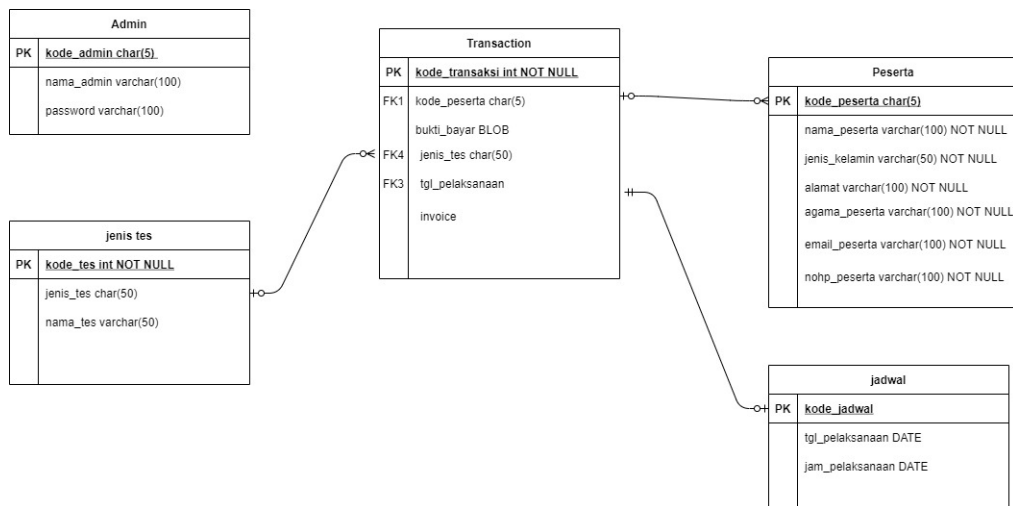 Admin
PK kode_admin char(5)
nama_admin varchar(100)
password varchar(100)
jenis tes
PK kode_tes int NOT NULL
jenis_tes char(50)
nama_tes varchar(50)
Transaction
PK kode_transaksi int NOT NULL
FK1 kode_peserta char(5)
bukti_bayar BLOB
FK4 jenis_tes char(50)
FK3 tgl_pelaksanaan
invoice
Peserta
PK kode_peserta char(5)
nama_peserta varchar(100) NOT NULL
jenis_kelamin varchar(50) NOT NULL
alamat varchar(100) NOT NULL
agama_peserta varchar(100) NOT NULL
email_peserta varchar(100) NOT NULL
nohp_peserta varchar(100) NOT NULL
jadwal
PK kode_jadwal
tgl_pelaksanaan DATE
jam_pelaksanaan DATE